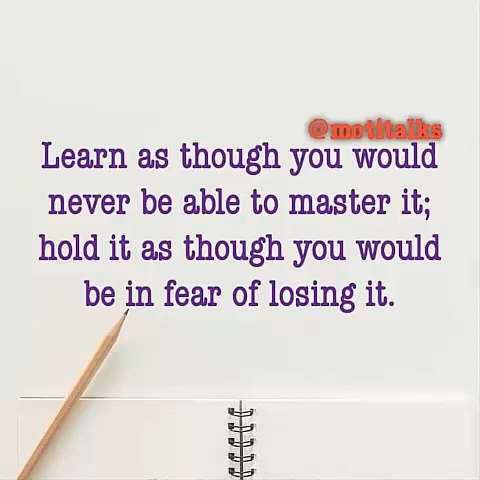 @motitalks
Learn as though you would
never be able to master it;
hold it as though you would
be in fear of losing it.